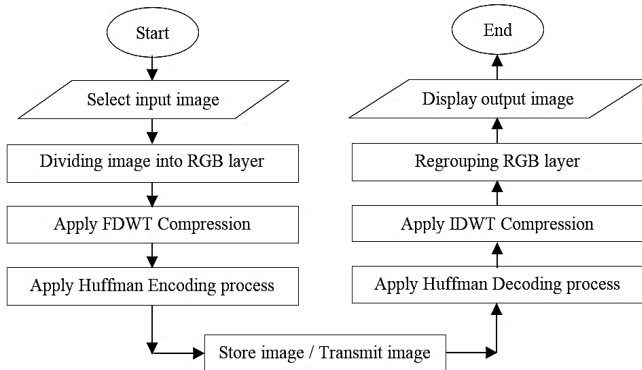 Start
Select input image
Dividing image into RGB layer
Apply FDWT Compression
Apply Huffman Encoding process
Store image / Transmit image
Apply Huffman Decoding process
Apply IDWT Compression
Regrouping RGB layer
Display output image
End